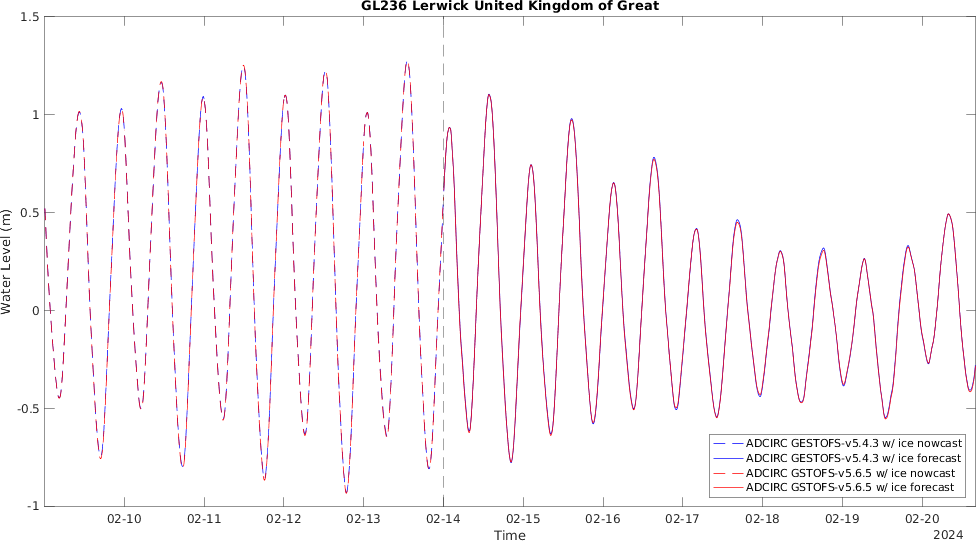 GL236 Lerwick United Kingdom of Great
1.5
1
0.5
0
-0.5
-1
Water Level (m)
02-10 02-11 02-12 02-13 02-14 02-15 02-16 02-17 02-18 02-19 02-20
Time
2024
ADCIRC GESTOFS-v5.4.3 w/ ice nowcast
ADCIRC GESTOFS-v5.4.3 w/ ice forecast
ADCIRC GSTOFS-v5.6.5 w/ ice nowcast
ADCIRC GSTOFS-v5.6.5 w/ ice forecast